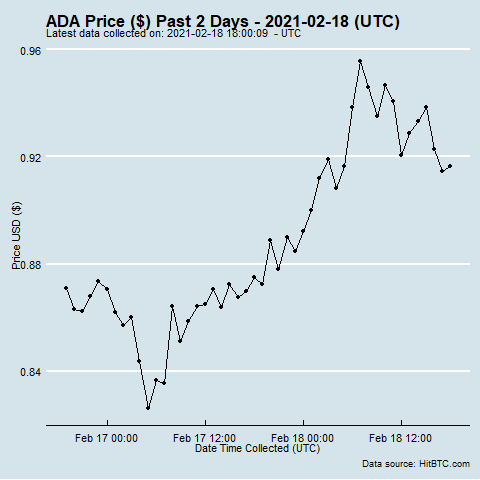 ADA Price ($) Past 2 Days - 2021-02-18 (UTC)
Latest data collected on: 2021-02-18 18:00:09  - UTC
0.96
0.92
0.88
0.84
Price USD ($)
Feb 17 00:00
Feb 17 12:00
Feb 18 00:00
Feb 18 12:00
Date Time Collected (UTC)
Data source: HitBTC.com